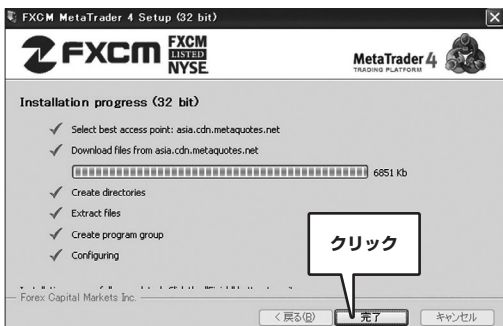 FXCM MetaTrader 4 Setup (32 bit)
FXCM
FXCM
LISTED
NYSE
MetaTrader 4
TRADING PLATFORM
Installation progress (32 bit)
Select best access point: asia.cdn.metaquotes.net
Download files from asia.cdn.metaquotes.net
6851 Kb
Create directories
Extract files
Create program group
Configuring
クリック
Forex Capital Markets Inc.
< 戻る(B)
完了
キャンセル